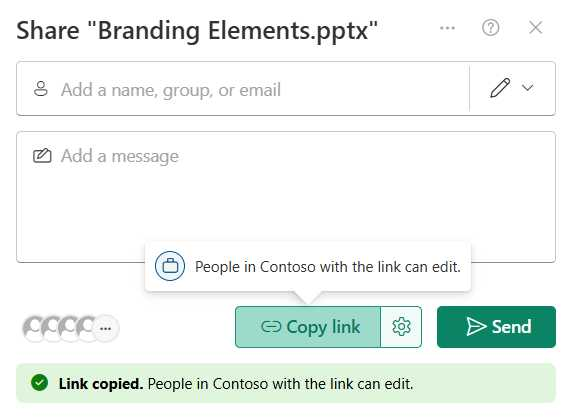 Share "Branding Elements.pptx"
Add a name, group, or email
Add a message
People in Contoso with the link can edit.
Copy link
Send
Link copied. People in Contoso with the link can edit.